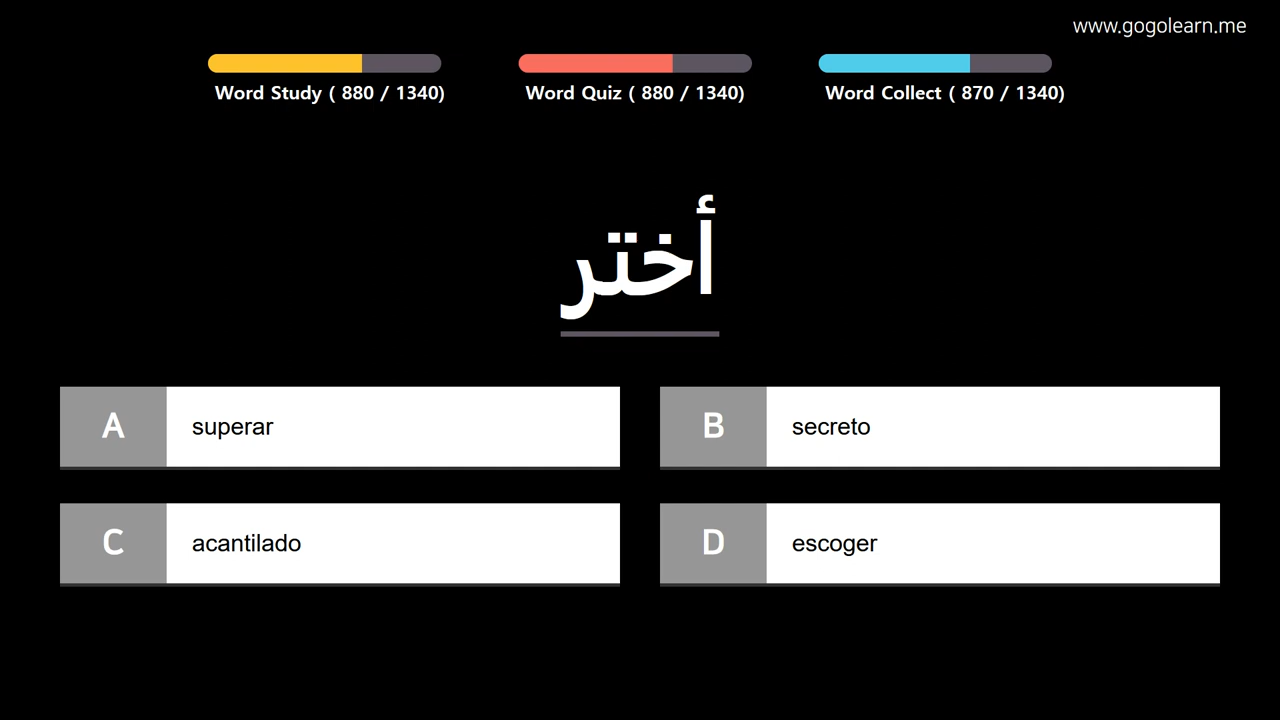 www.gogolearn.me
Word Study ( 880 / 1340)
Word Quiz ( 880 / 1340)
Word Collect ( 870 / 1340)
أختر
A superar
B secreto
C acantilado
D escoger